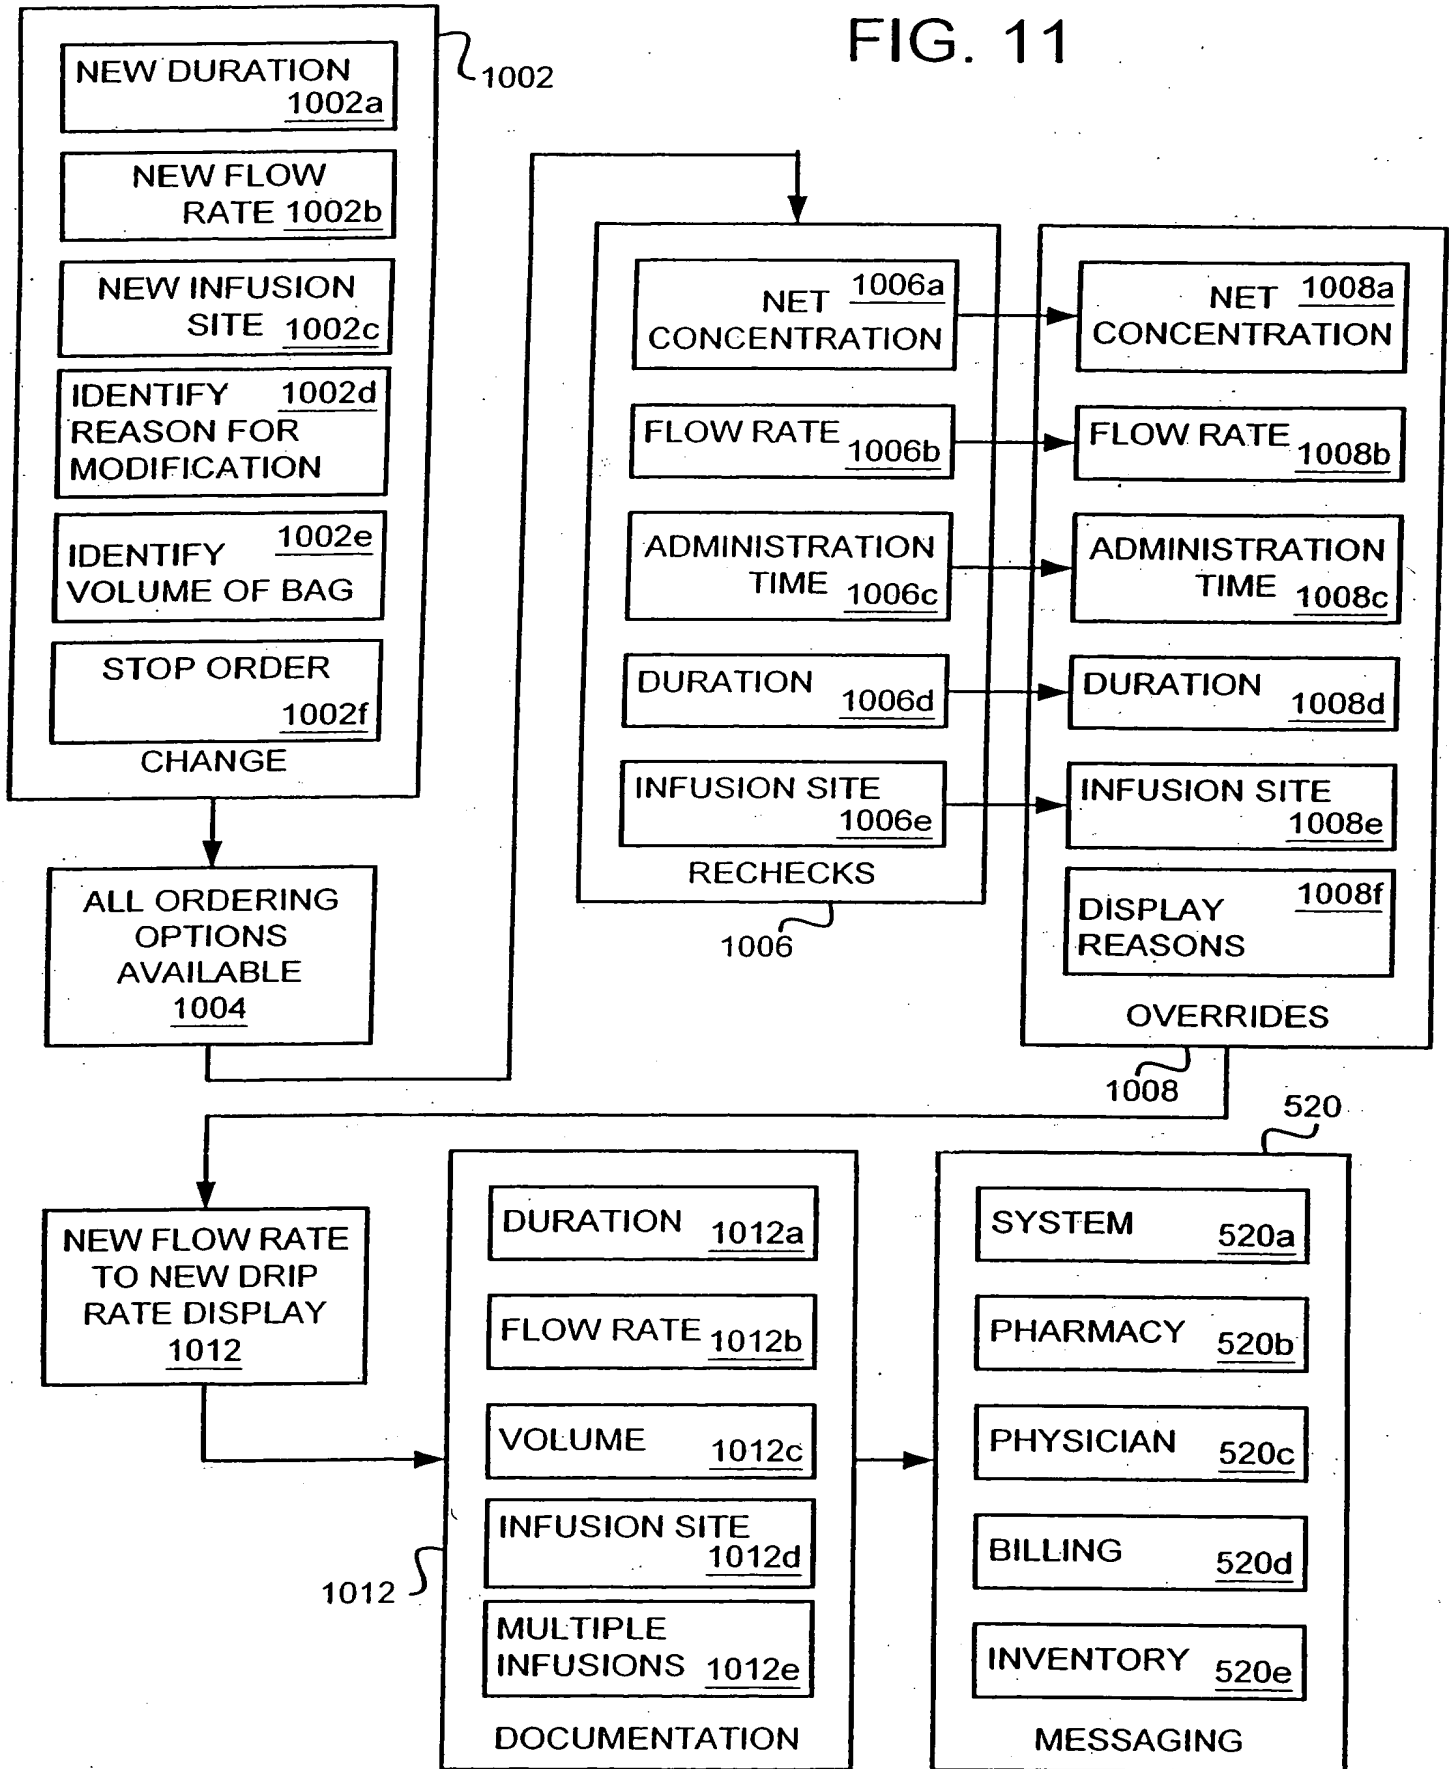 FIG. 11
NEW DURATION
1002a
NEW FLOW
RATE 1002b
NEW INFUSION
SITE 1002c
IDENTIFY 1002d
REASON FOR
MODIFICATION
1002e
IDENTIFY
VOLUME OF BAG
STOP ORDER
1002f
CHANGE
1002
ALL ORDERING
OPTIONS
AVAILABLE
1004
NET 1006a
CONCENTRATION
FLOW RATE 1006b
ADMINISTRATION
TIME 1006c
DURATION 1006d
INFUSION SITE
1006e
RECHECKS
1006
NET 1008a
CONCENTRATION
FLOW RATE
1008b
ADMINISTRATION
TIME 1008c
DURATION
1008d
INFUSION SITE
1008e
1008f
DISPLAY
REASONS
OVERRIDES
1008
NEW FLOW RATE
TO NEW DRIP
RATE DISPLAY
1012
DURATION 1012a
FLOW RATE 1012b
VOLUME 1012c
INFUSION SITE
1012d
MULTIPLE
INFUSIONS 1012e
DOCUMENTATION
1012
520
SYSTEM 520a
PHARMACY 520b
PHYSICIAN 520c
BILLING 520d
INVENTORY 520e
MESSAGING